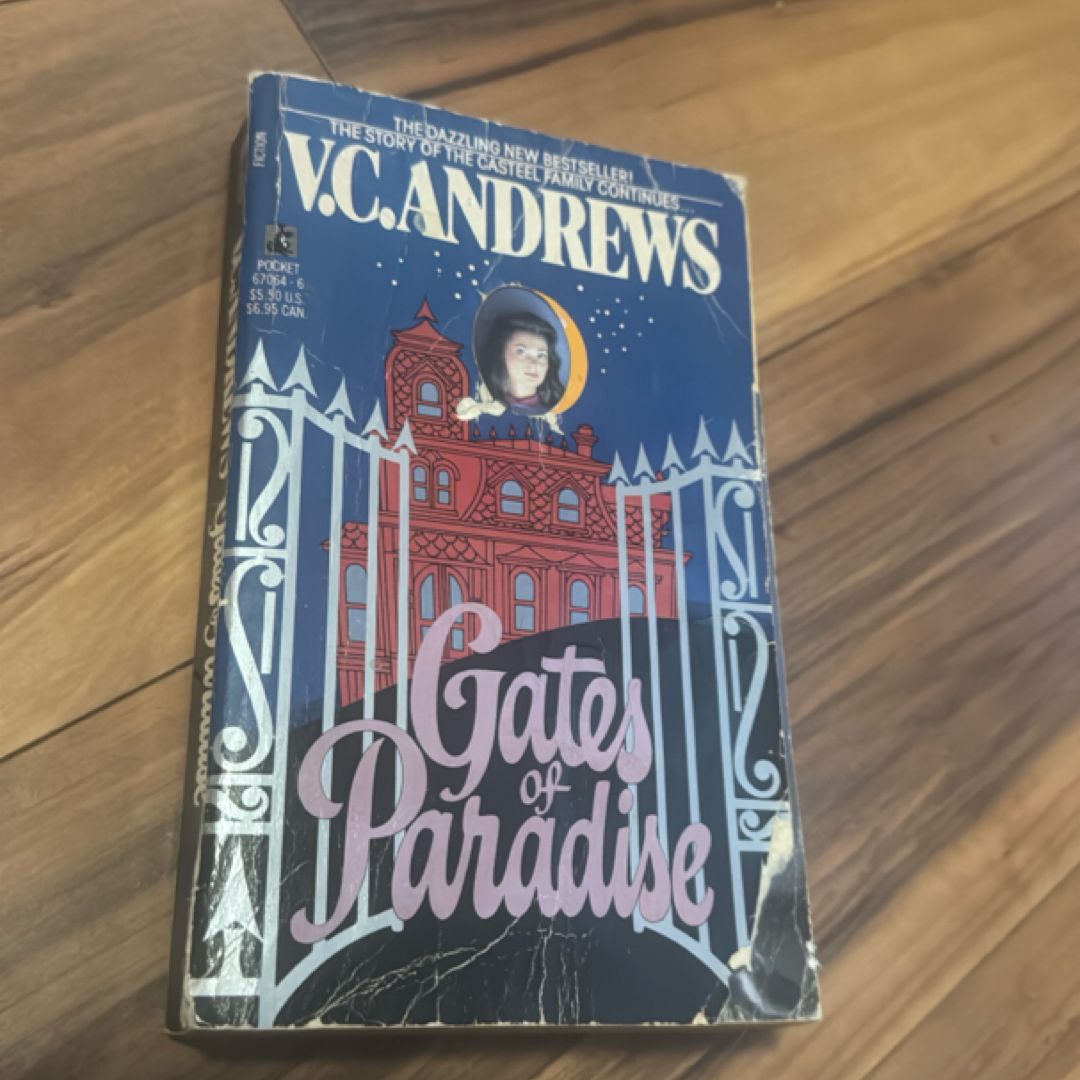 THE DAZZLING NEW BESTSELLER!
THE STORY OF THE CASTEEL FAMILY CONTINUES....
V.C. ANDREWS
FICTION
POCKET
67064-6
$5.50 U.S.
$6.95 CAN.
Gates
of
Paradise